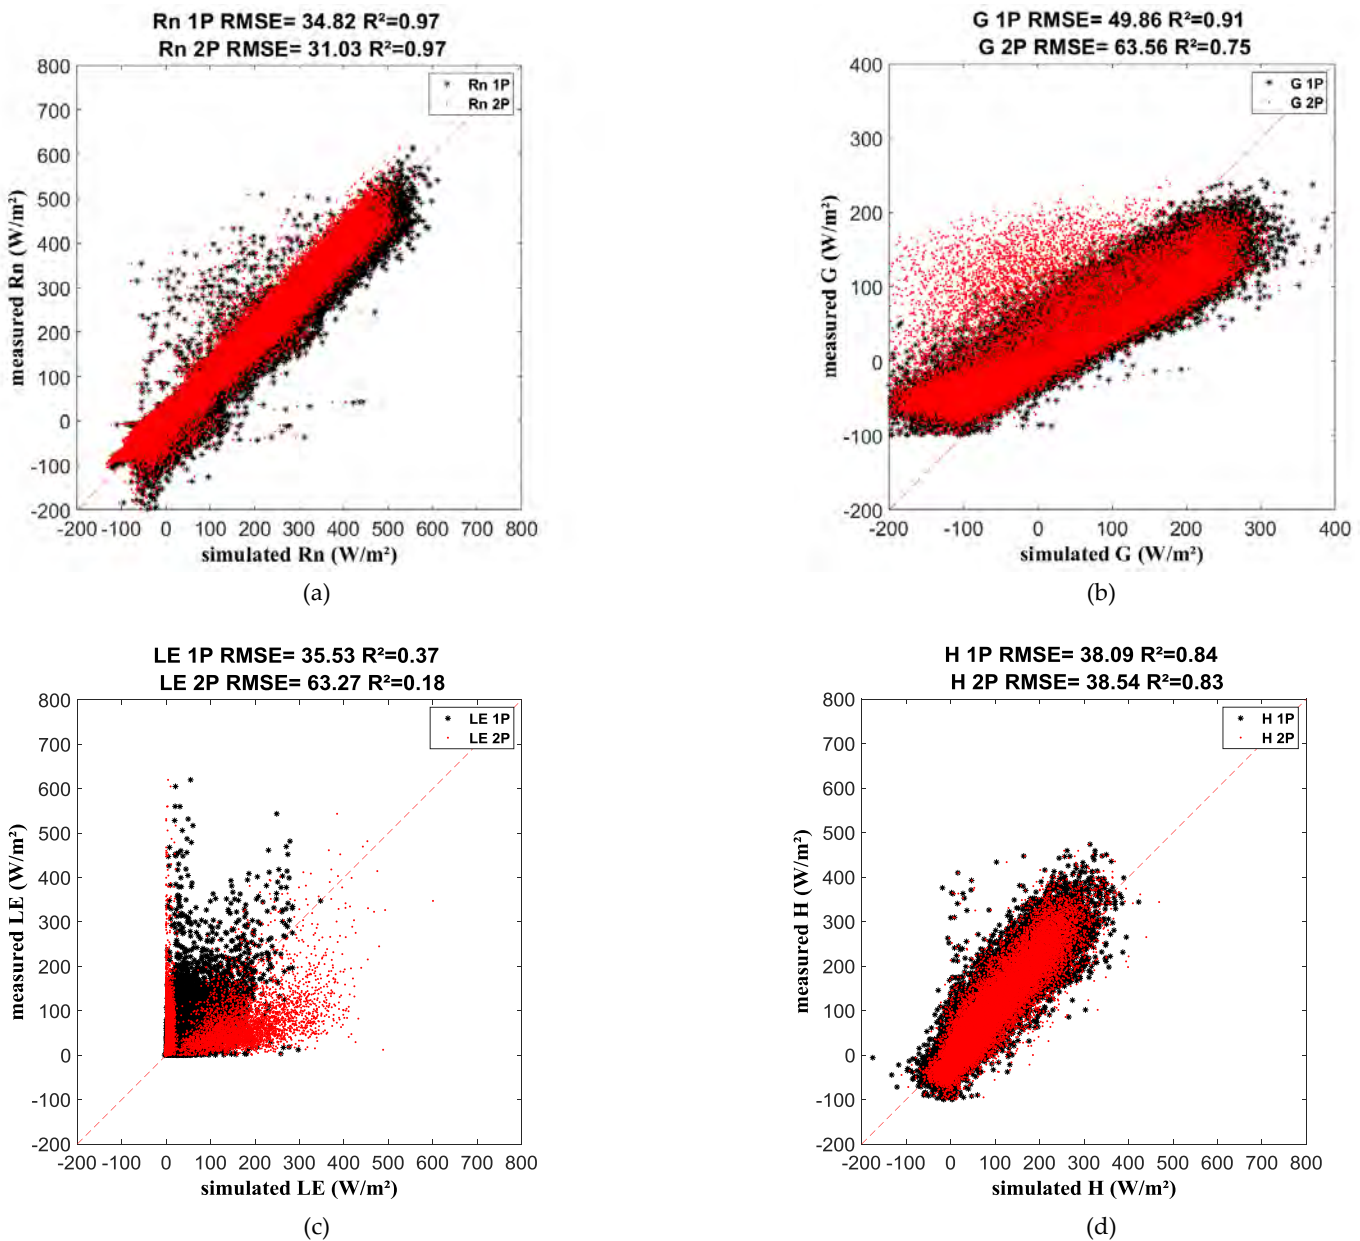 Rn 1P RMSE= 34.82 R²=0.97
Rn 2P RMSE= 31.03 R²=0.97
800
700
600
500
400
300
200
100
0
-100
-200
measured Rn (W/m²)
Rn 1P
Rn 2P
-200 -100 0 100 200 300 400 500 600 700 800
simulated Rn (W/m²)
(a)
G 1P RMSE= 49.86 R²=0.91
G 2P RMSE= 63.56 R²=0.75
400
300
200
100
0
-100
-200
measured G (W/m²)
G 1P
G 2P
-200 -100 0 100 200 300 400
simulated G (W/m²)
(b)
LE 1P RMSE= 35.53 R²=0.37
LE 2P RMSE= 63.27 R²=0.18
800
700
600
500
400
300
200
100
0
-100
-200
measured LE (W/m²)
LE 1P
LE 2P
-200 -100 0 100 200 300 400 500 600 700 800
simulated LE (W/m²)
(c)
H 1P RMSE= 38.09 R²=0.84
H 2P RMSE= 38.54 R²=0.83
800
700
600
500
400
300
200
100
0
-100
-200
measured H (W/m²)
H 1P
H 2P
-200 -100 0 100 200 300 400 500 600 700 800
simulated H (W/m²)
(d)